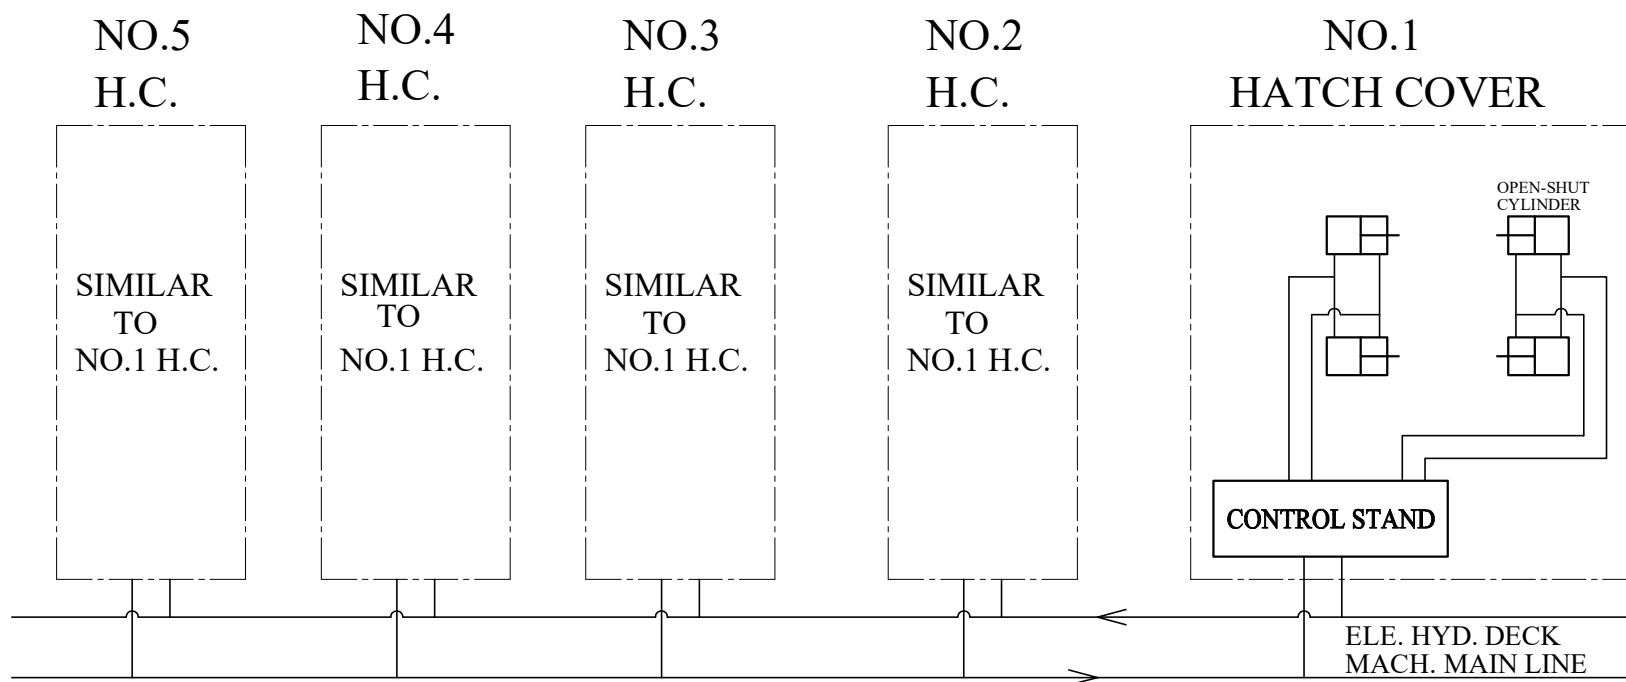 NO.5
H.C.
NO.4
H.C.
NO.3
H.C.
NO.2
H.C.
NO.1
HATCH COVER
SIMILAR
TO
NO.1 H.C.
SIMILAR
TO
NO.1 H.C.
SIMILAR
TO
NO.1 H.C.
SIMILAR
TO
NO.1 H.C.
OPEN-SHUT
CYLINDER
CONTROL STAND
ELE. HYD. DECK
MACH. MAIN LINE